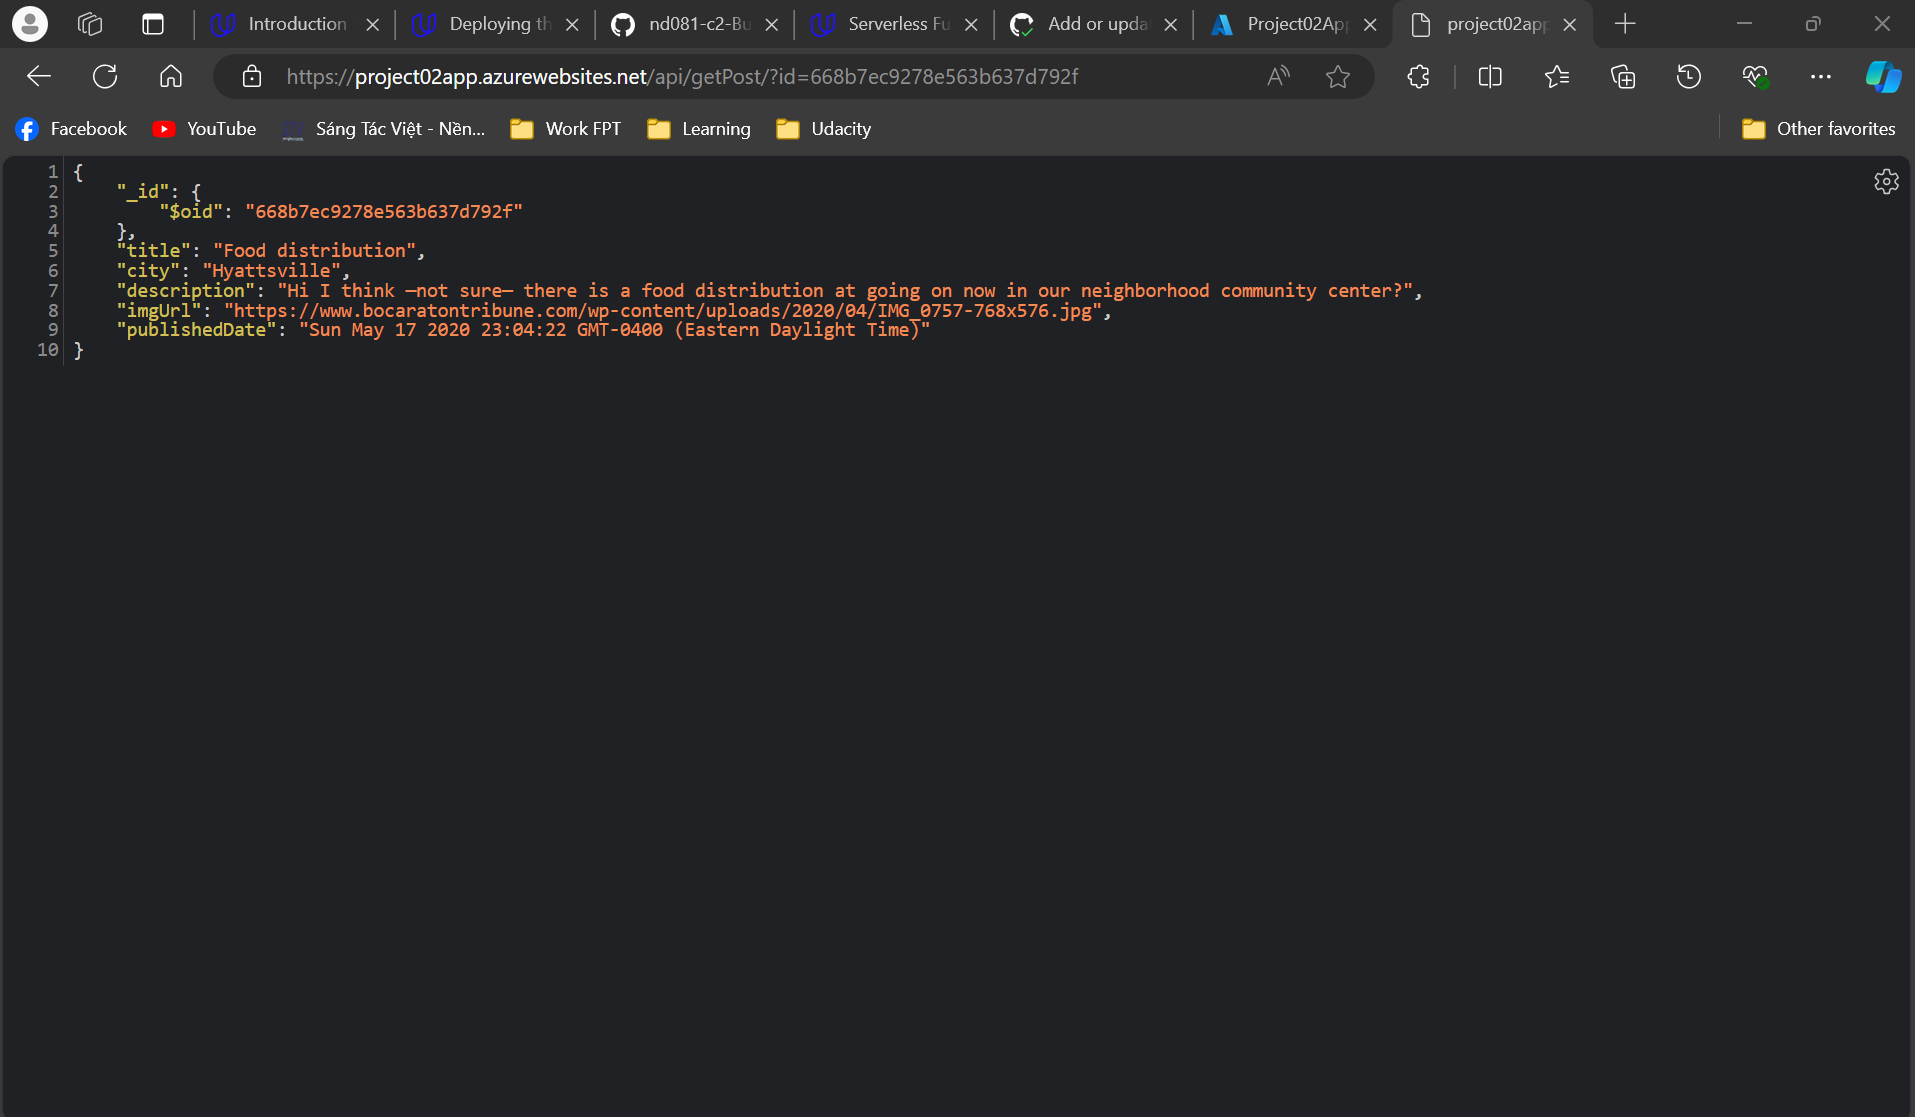 Introduction
Deploying th
nd081-c2-Bu
Serverless Fu
Add or upda
Project02App
project02app
https://project02app.azurewebsites.net/api/getPost/?id=668b7ec9278e563b637d792f
Facebook
YouTube
Sáng Tác Việt - Nền...
Work FPT
Learning
Udacity
Other favorites
1 {
2 "_id": {
3 "$oid": "668b7ec9278e563b637d792f"
4 },
5 "title": "Food distribution",
6 "city": "Hyattsville",
7 "description": "Hi I think —not sure— there is a food distribution at going on now in our neighborhood community center?",
8 "imgUrl": "https://www.bocaratontribune.com/wp-content/uploads/2020/04/IMG_0757-768x576.jpg",
9 "publishedDate": "Sun May 17 2020 23:04:22 GMT-0400 (Eastern Daylight Time)"
10 }